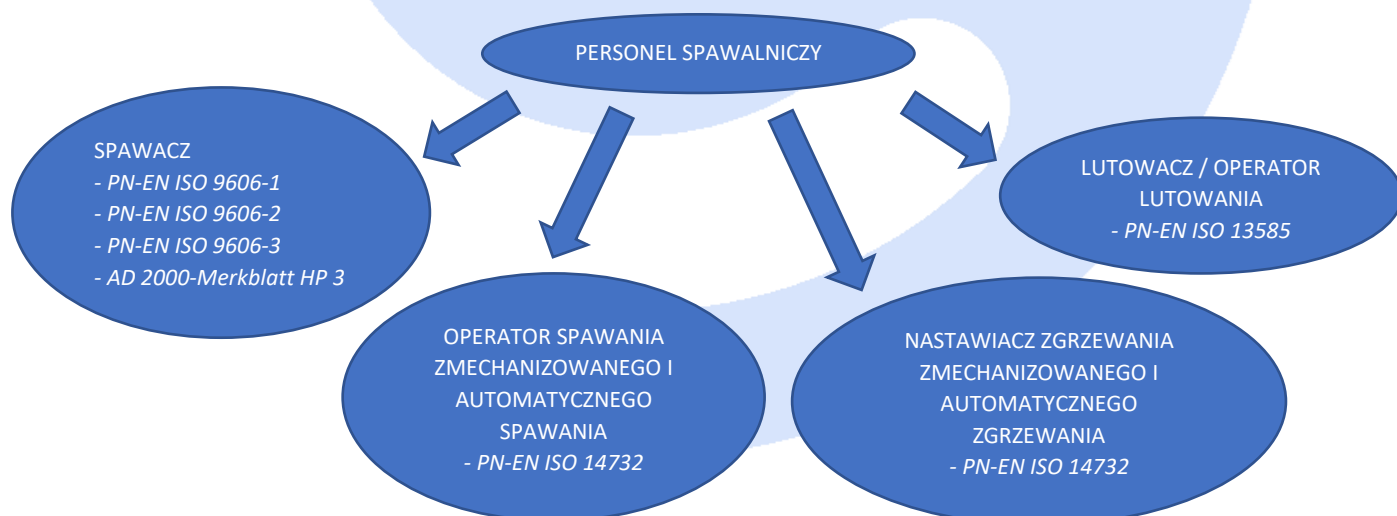 PERSONEL SPAWALNICZY
SPAWACZ
- PN-EN ISO 9606-1
- PN-EN ISO 9606-2
- PN-EN ISO 9606-3
- AD 2000-Merkblatt HP 3
OPERATOR SPAWANIA
ZMECHANIZOWANEGO I
AUTOMATYCZNEGO
SPAWANIA
- PN-EN ISO 14732
NASTAWIACZ ZGRZEWANIA
ZMECHANIZOWANEGO I
AUTOMATYCZNEGO
ZGRZEWANIA
- PN-EN ISO 14732
LUTOWACZ / OPERATOR
LUTOWANIA
- PN-EN ISO 13585